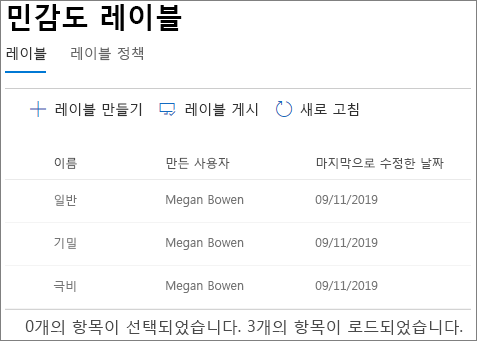 민감도 레이블
레이블 레이블 정책
레이블 만들기 레이블 게시 새로 고침
이름 만든 사용자 마지막으로 수정한 날짜
일반 Megan Bowen 09/11/2019
기밀 Megan Bowen 09/11/2019
극비 Megan Bowen 09/11/2019
0개의 항목이 선택되었습니다. 3개의 항목이 로드되었습니다.